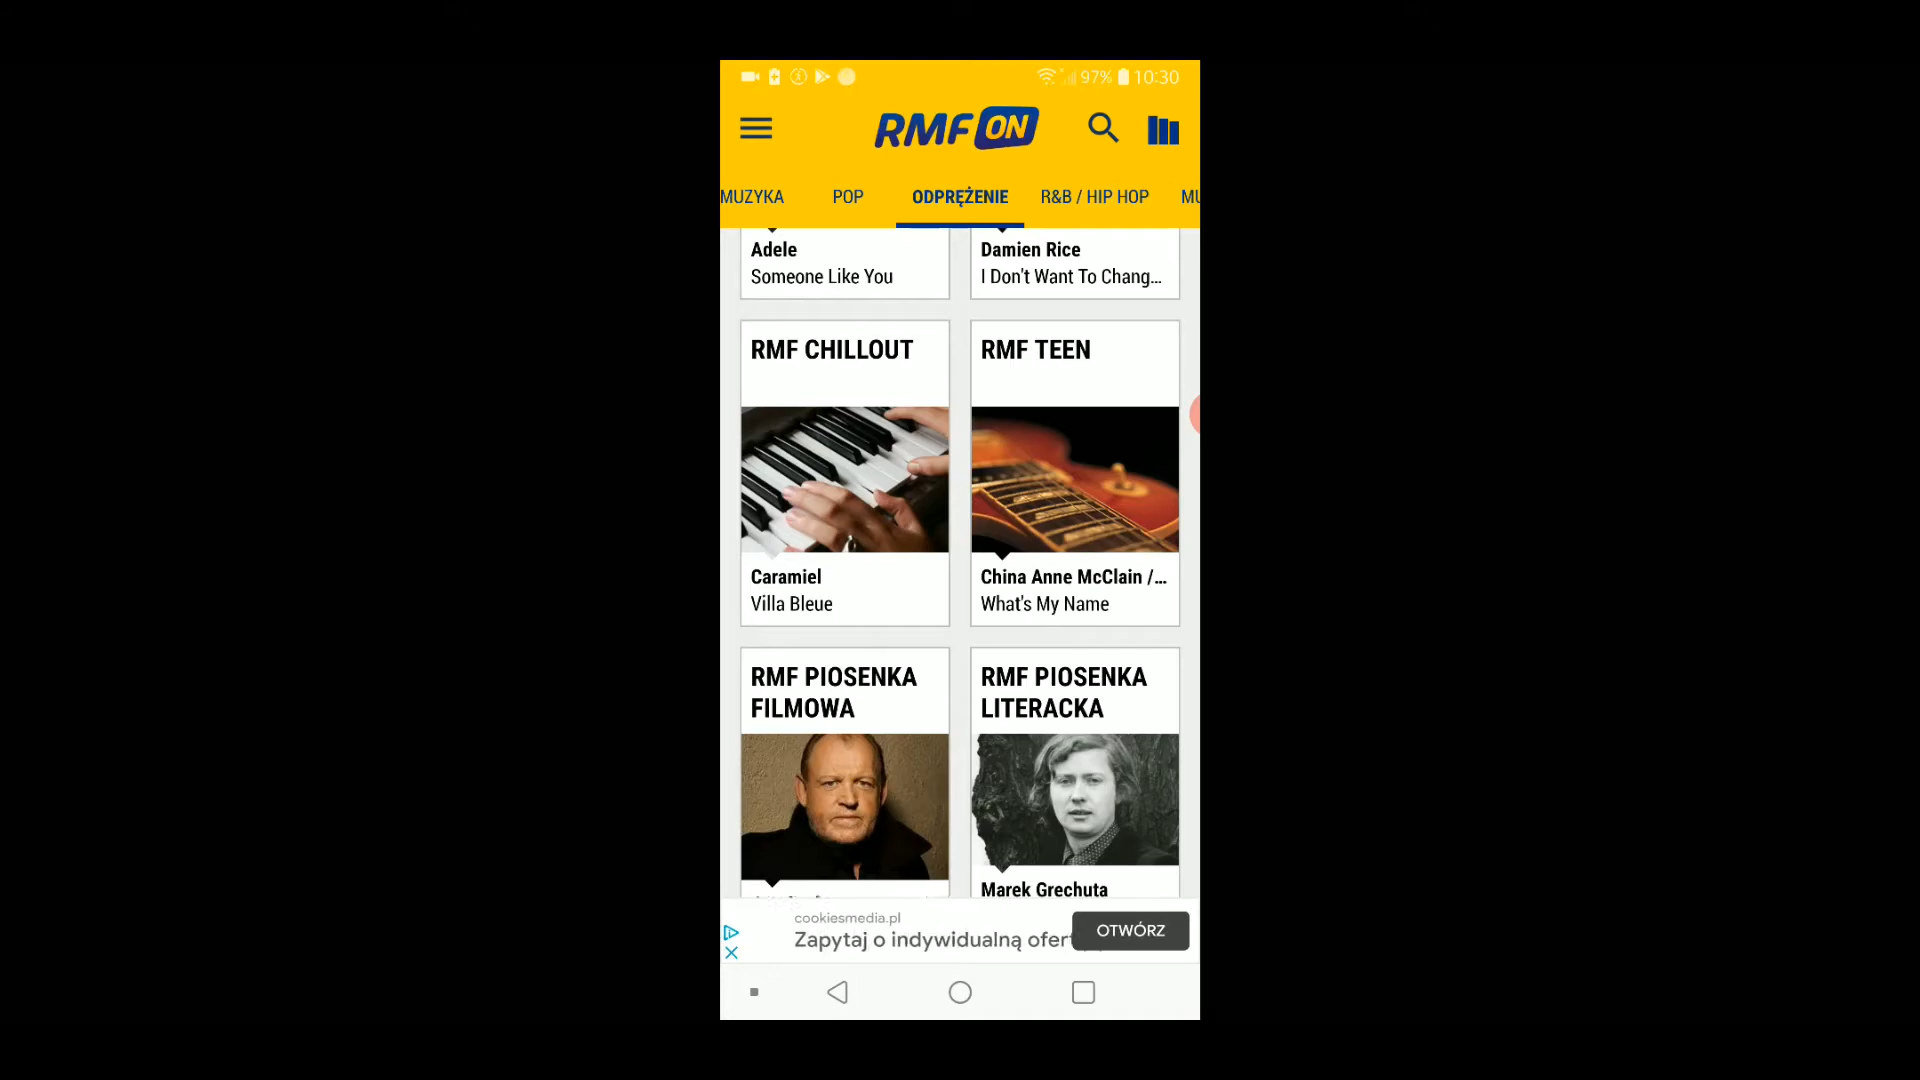 97% 10:30
RMF ON
MUZYKA POP ODPRĘŻENIE R&B / HIP HOP MU
Adele
Someone Like You
Damien Rice
I Don't Want To Chang...
RMF CHILLOUT
RMF TEEN
Caramiel
Villa Bleue
China Anne McClain /...
What's My Name
RMF PIOSENKA
FILMOWA
RMF PIOSENKA
LITERACKA
Marek Grechuta
cookiesmedia.pl
Zapytaj o indywidualną ofer
OTWÓRZ